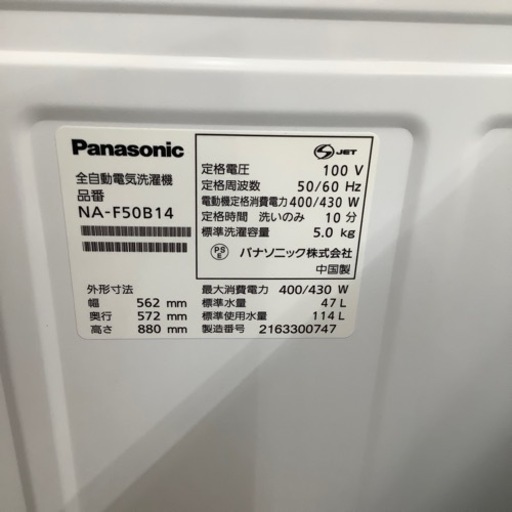 Panasonic
全自動電気洗濯機
品番
NA-F50B14
外形寸法
幅 562 mm
奥行 572 mm
高さ 880 mm
S JET
定格電圧 100 V
定格周波数 50/60 Hz
電動機定格消費電力 400/430 W
定格時間 洗いのみ 10 分
標準洗濯容量 5.0 kg
PS E パナソニック株式会社
中国製
最大消費電力 400/430 W
標準水量 47 L
標準使用水量 114 L
製造番号 2163300747